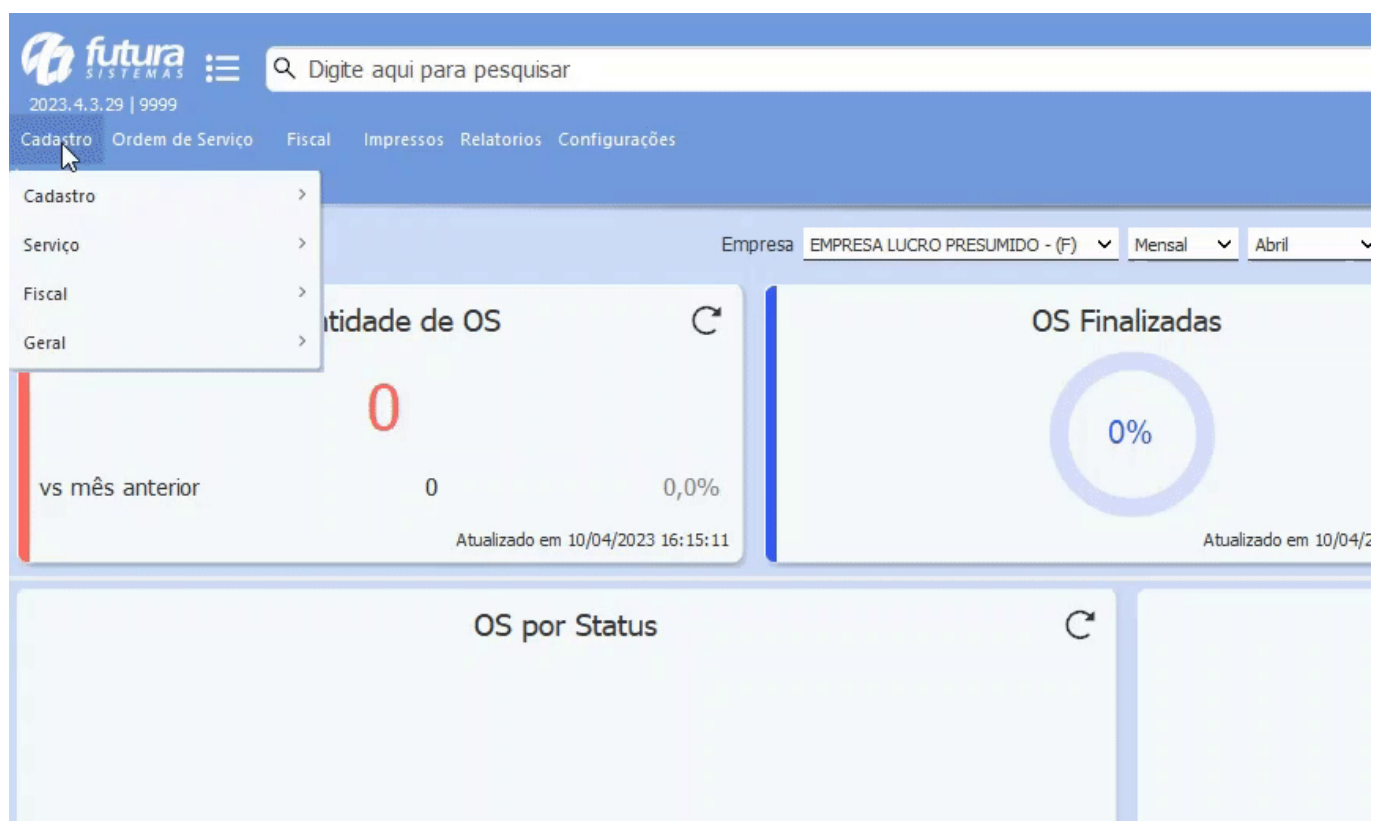 futura
SISTEMAS
Digite aqui para pesquisar
2023.4.3.29 | 9999
Cadastro Ordem de Serviço Fiscal Impressos Relatorios Configurações
Cadastro
Serviço
Fiscal
Geral
Empresa EMPRESA LUCRO PRESUMIDO - (F) Mensal Abril
ntidade de OS
0
vs mês anterior 0 0,0%
Atualizado em 10/04/2023 16:15:11
OS Finalizadas
0%
Atualizado em 10/04/2
OS por Status